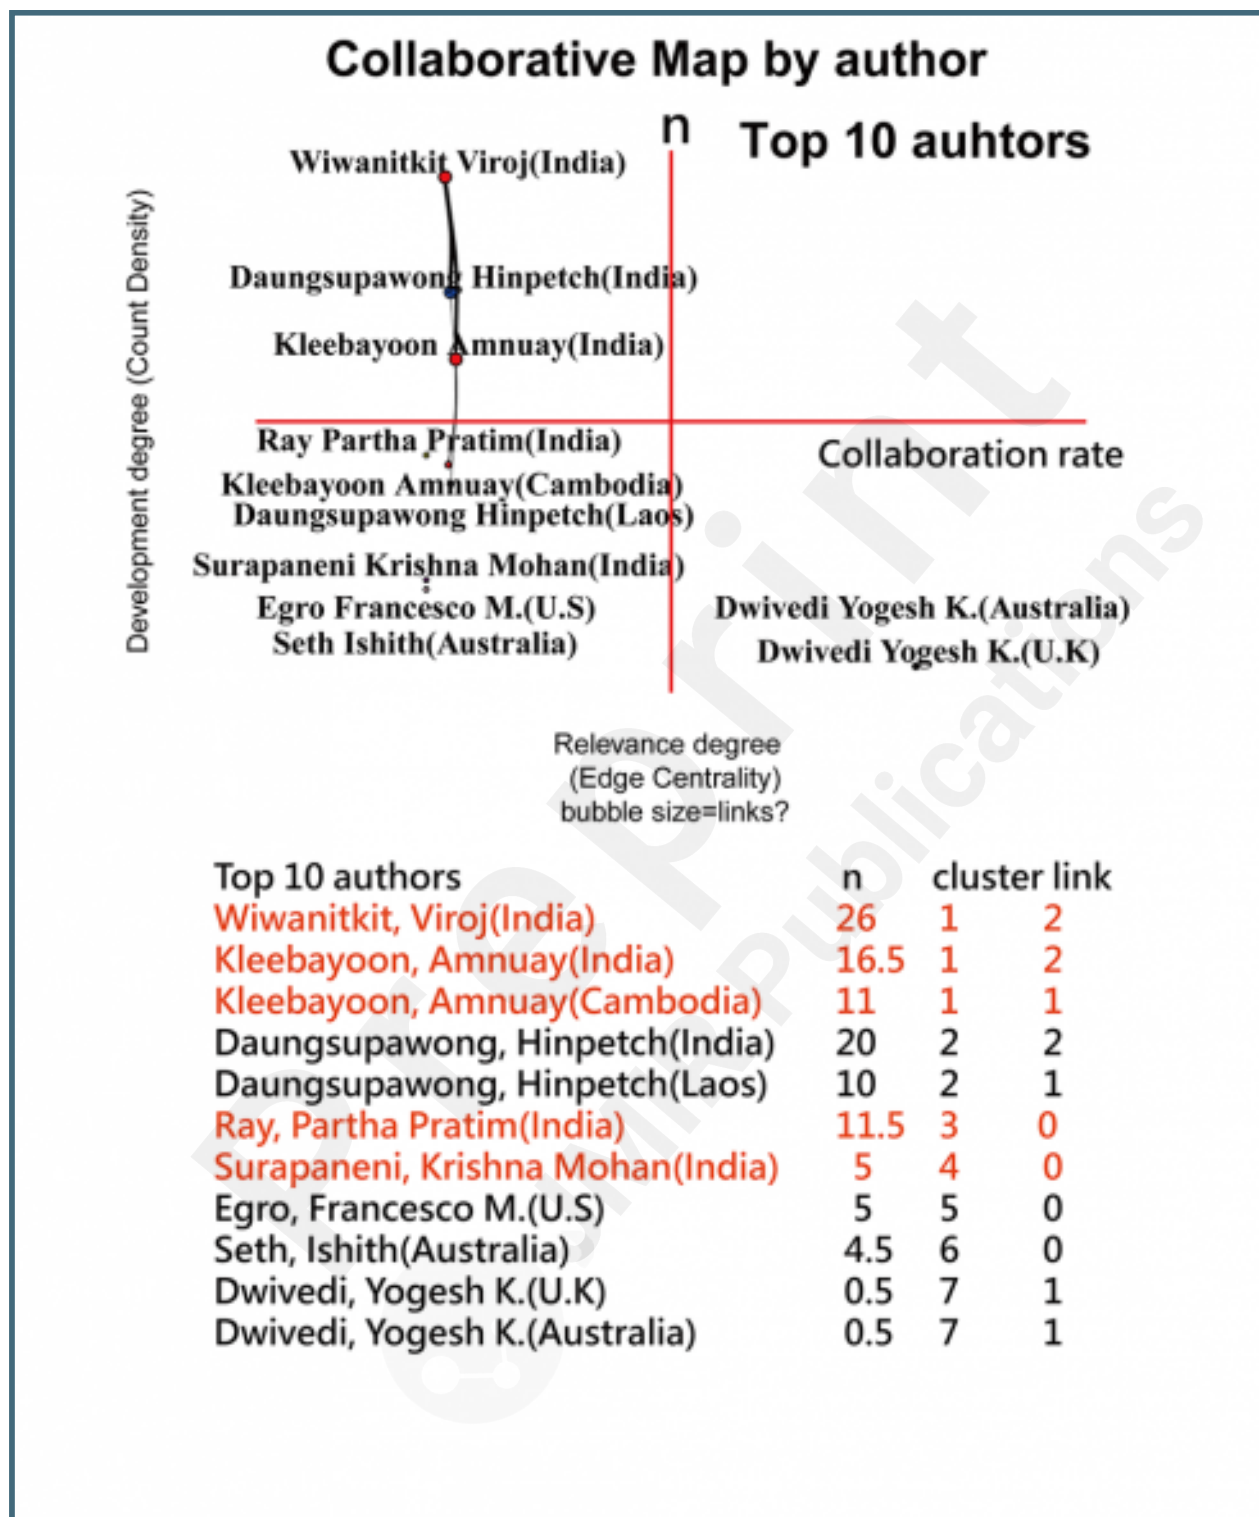 Collaborative Map by author
n
Top 10 auhtors
Wiwanitkit Viroj(India)
Daungsupawong Hinpetch(India)
Kleebayoon Amnuay(India)
Development degree (Count Density)
Ray Partha Pratim(India)
Collaboration rate
Kleebayoon Amnuay(Cambodia)
Daungsupawong Hinpetch(Laos)
Surapaneni Krishna Mohan(India)
Egro Francesco M.(U.S)
Dwivedi Yogesh K.(Australia)
Seth Ishith(Australia)
Dwivedi Yogesh K.(U.K)
Relevance degree
(Edge Centrality)
bubble size=links?
Top 10 authors n cluster link
Wiwanitkit, Viroj(India) 26 1 2
Kleebayoon, Amnuay(India) 16.5 1 2
Kleebayoon, Amnuay(Cambodia) 11 1 1
Daungsupawong, Hinpetch(India) 20 2 2
Daungsupawong, Hinpetch(Laos) 10 2 1
Ray, Partha Pratim(India) 11.5 3 0
Surapaneni, Krishna Mohan(India) 5 4 0
Egro, Francesco M.(U.S) 5 5 0
Seth, Ishith(Australia) 4.5 6 0
Dwivedi, Yogesh K.(U.K) 0.5 7 1
Dwivedi, Yogesh K.(Australia) 0.5 7 1
Preprint
JMIR Publications